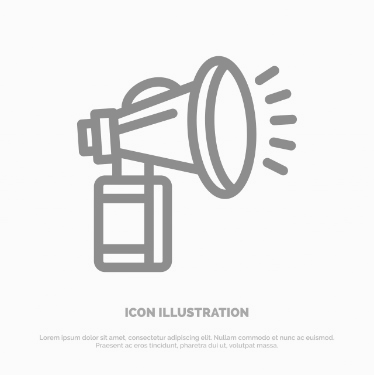 ICON ILLUSTRATION
Lorem ipsum dolor sit amet, consectetur adipiscing elit. Nullam commodo et nunc ac euismod.
Praesent ac eros tincidunt, pharetra dui ut, volutpat massa.